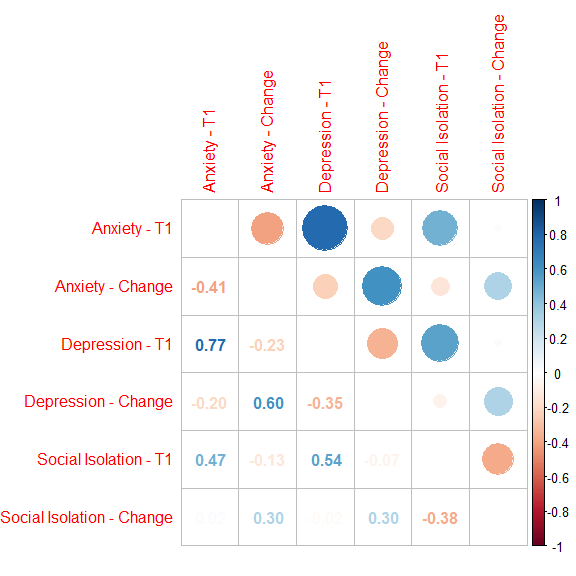 Anxiety - T1
Anxiety - Change
Depression - T1
Depression - Change
Social Isolation - T1
Social Isolation - Change
Anxiety - T1
Anxiety - Change
-0.41
Depression - T1
0.77 -0.23
Depression - Change
-0.20 0.60 -0.35
Social Isolation - T1
0.47 -0.13 0.54 -0.07
Social Isolation - Change
0.30 0.30 -0.38
1
0.8
0.6
0.4
0.2
0
-0.2
-0.4
-0.6
-0.8
-1